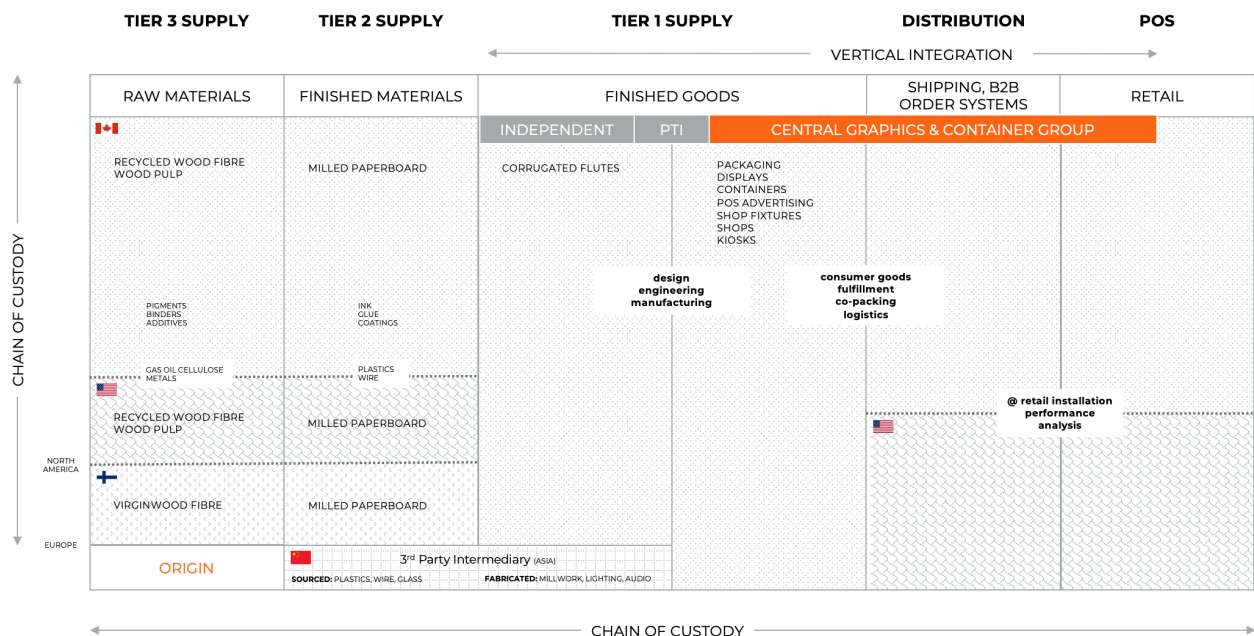 TIER 3 SUPPLY
TIER 2 SUPPLY
TIER 1 SUPPLY
DISTRIBUTION
POS
VERTICAL INTEGRATION
RAW MATERIALS
FINISHED MATERIALS
FINISHED GOODS
SHIPPING, B2B
ORDER SYSTEMS
RETAIL
INDEPENDENT
PTI
CENTRAL GRAPHICS & CONTAINER GROUP
RECYCLED WOOD FIBRE
WOOD PULP
MILLED PAPERBOARD
CORRUGATED FLUTES
PACKAGING
DISPLAYS
CONTAINERS
POS ADVERTISING
SHOP FIXTURES
SHOPS
KIOSKS
design
engineering
manufacturing
consumer goods
fulfillment
co-packing
logistics
CHAIN OF CUSTODY
PIGMENTS
BINDERS
ADDITIVES
INK
GLUE
COATINGS
GAS OIL CELLULOSE
METALS
PLASTICS
WIRE
RECYCLED WOOD FIBRE
WOOD PULP
MILLED PAPERBOARD
@ retail installation
performance
analysis
NORTH
AMERICA
VIRGINWOOD FIBRE
MILLED PAPERBOARD
EUROPE
ORIGIN
3rd Party Intermediary (ASIA)
SOURCED: PLASTICS, WIRE, GLASS
FABRICATED: MILLWORK, LIGHTING, AUDIO
CHAIN OF CUSTODY